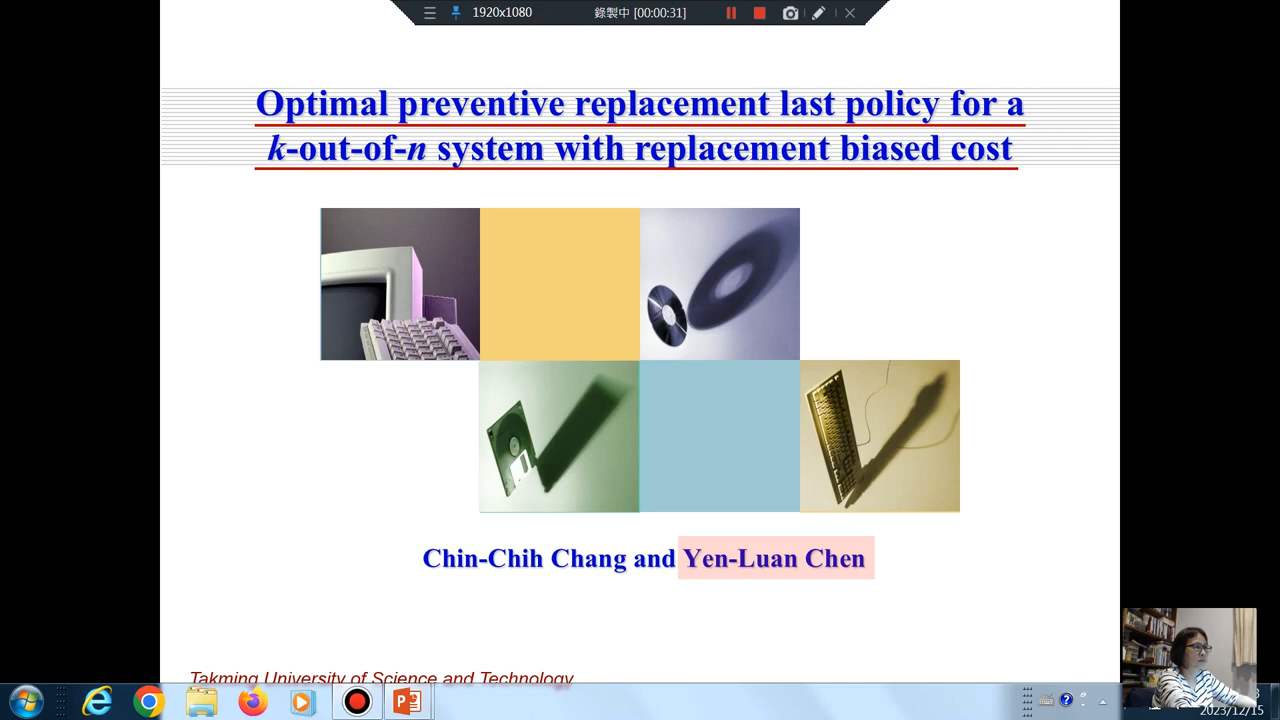 1920x1080
錄製中 [00:00:31]
Optimal preventive replacement last policy for a
k-out-of-n system with replacement biased cost
Chin-Chih Chang and Yen-Luan Chen
Takming University of Science and Technology
2023/12/15